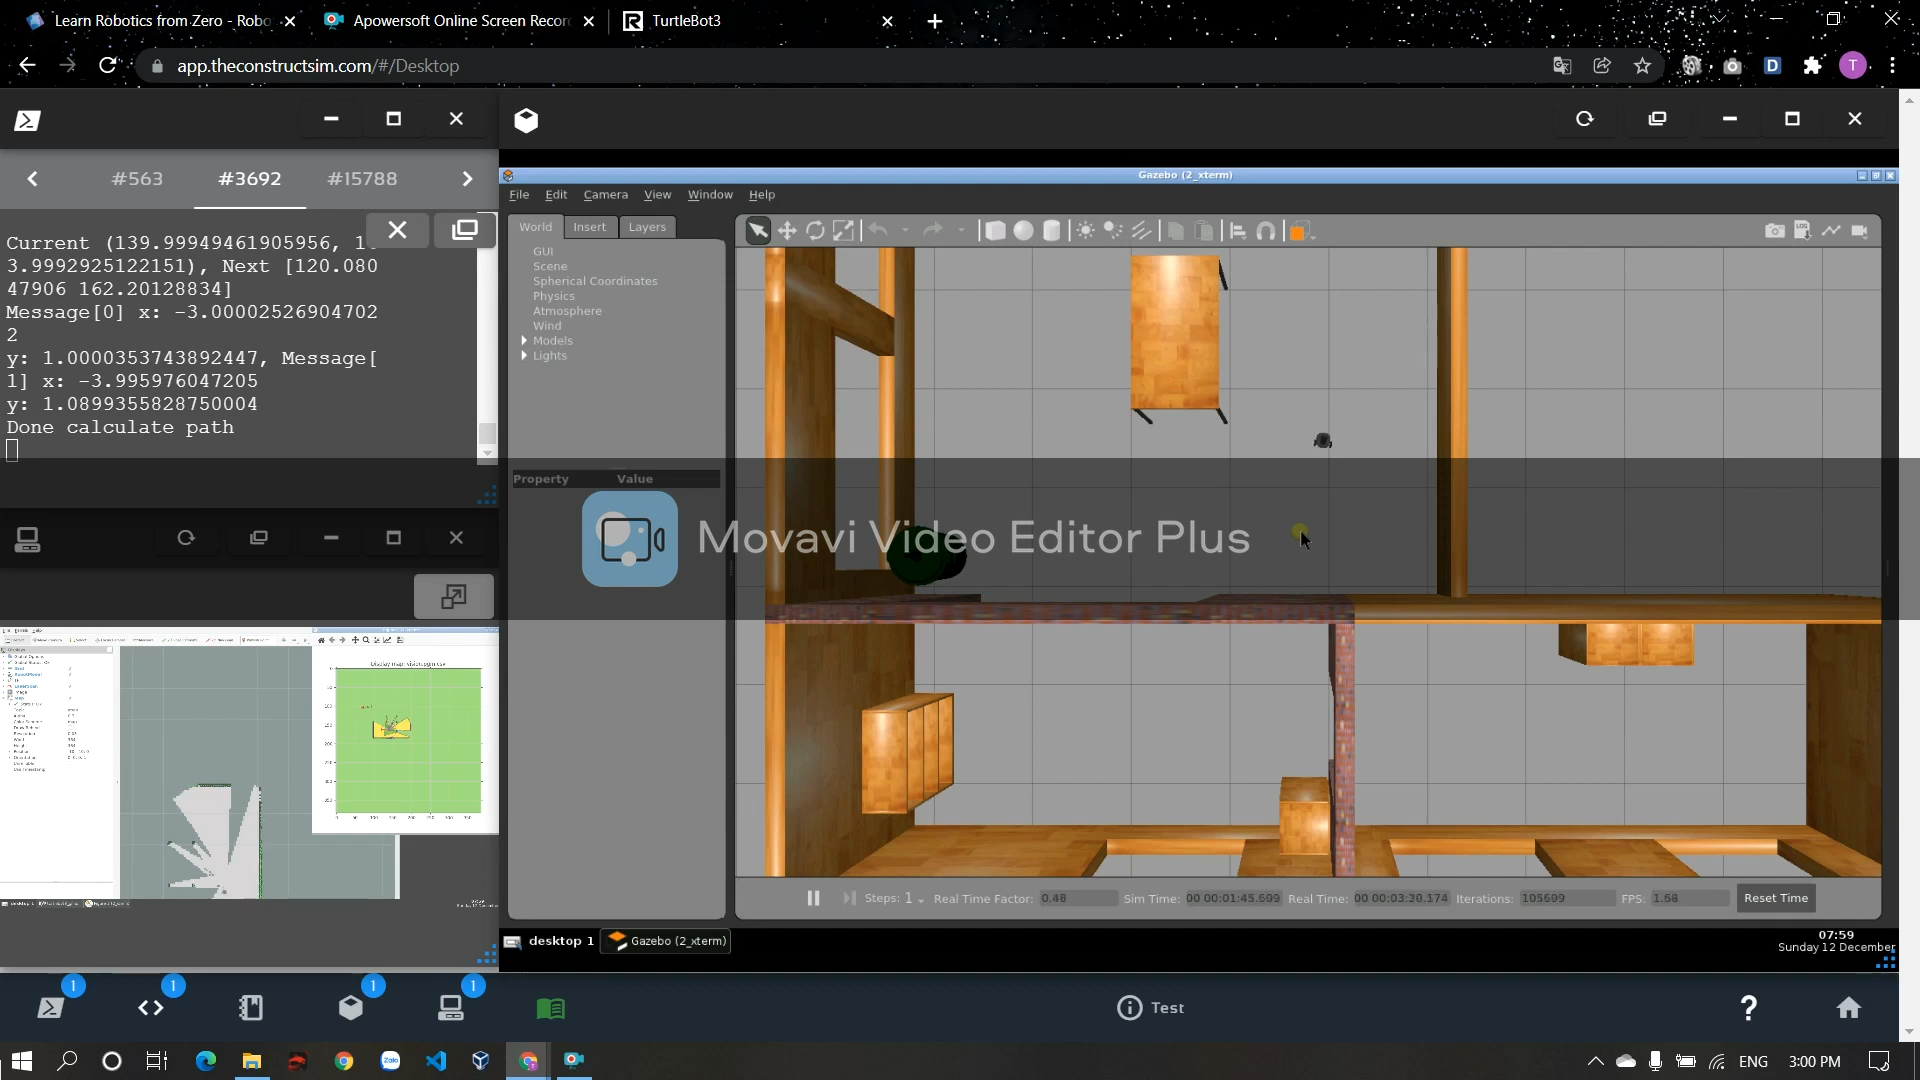 Learn Robotics from Zero - Robo
Apowersoft Online Screen Recor
TurtleBot3
app.theconstructsim.com/#/Desktop
#563
#3692
#15788
Current (139.99949461905956, 1
3.9992925122151), Next [120.080
47906 162.20128834]
Message[0] x: -3.00002526904702
2
y: 1.0000353743892447, Message[
1] x: -3.995976047205
y: 1.0899355828750004
Done calculate path
Gazebo (2_xterm)
File Edit Camera View Window Help
World Insert Layers
GUI
Scene
Spherical Coordinates
Physics
Atmosphere
Wind
Models
Lights
Property Value
Movavi Video Editor Plus
Display map: vision.pgm.csv
Steps: 1 Real Time Factor: 0.48 Sim Time: 00 00:01:45.699 Real Time: 00 00:03:20.174 Iterations: 105699 FPS: 1.58 Reset Time
desktop 1 Gazebo (2_xterm)
07:59
Sunday 12 December
1
1
1
1
Test
?
T
D
Zalo
ENG
3:00 PM